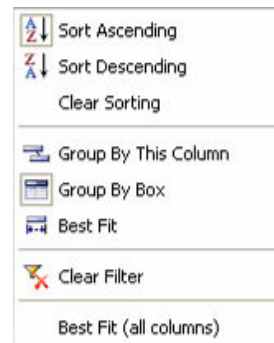 Sort Ascending
Sort Descending
Clear Sorting
Group By This Column
Group By Box
Best Fit
Clear Filter
Best Fit (all columns)